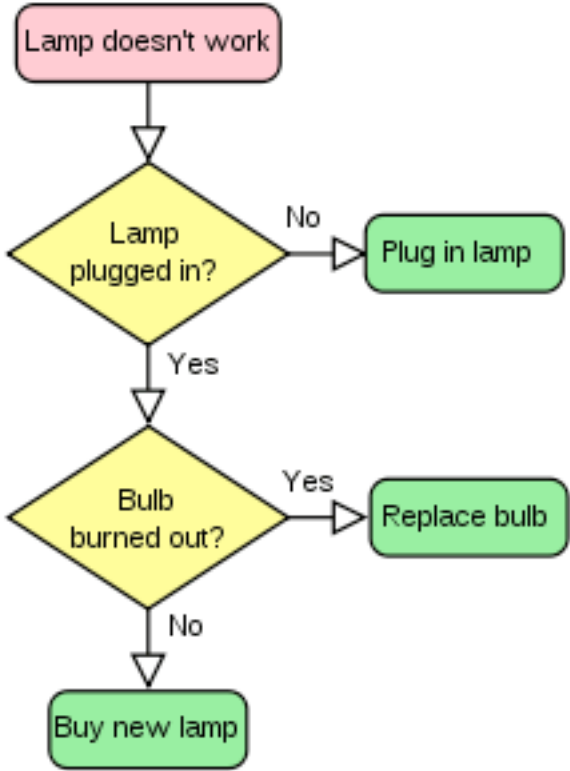 Lamp doesn't work
Lamp
plugged in?
No
Plug in lamp
Yes
Bulb
burned out?
Yes
Replace bulb
No
Buy new lamp